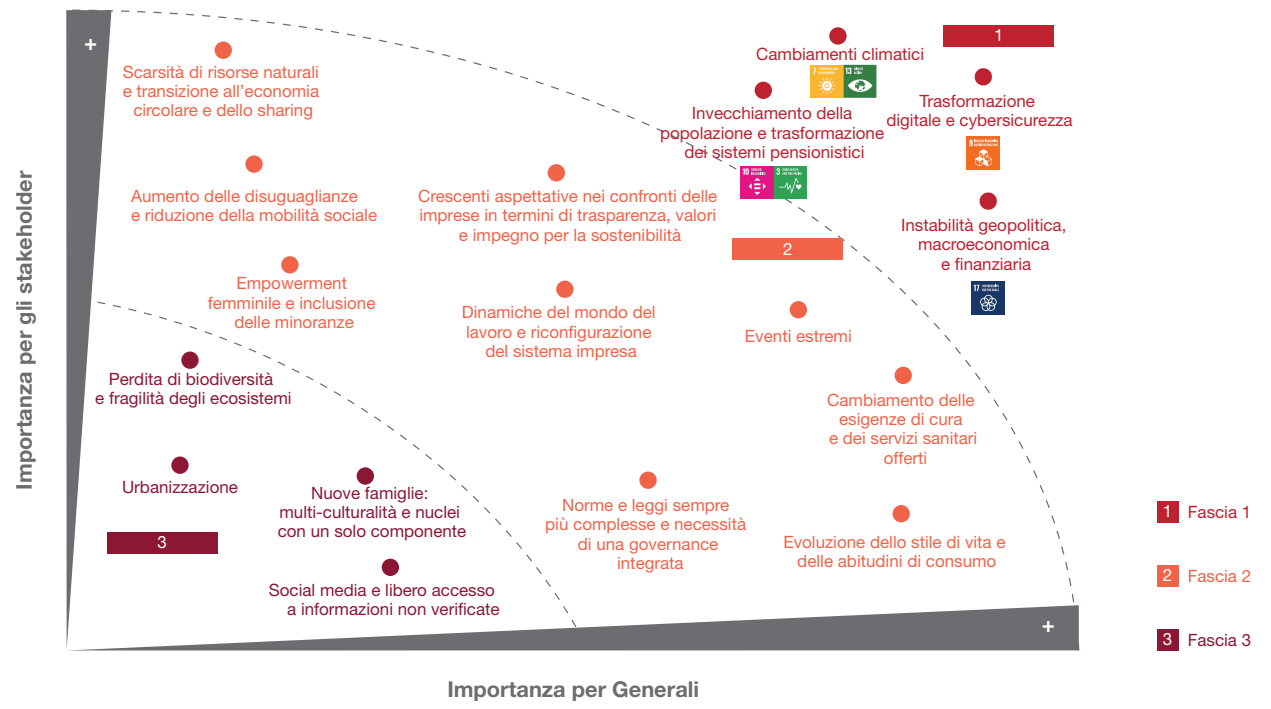 +
1
Cambiamenti climatici
7
13
Scarsità di risorse naturali
e transizione all'economia
circolare e dello sharing
Invecchiamento della
popolazione e trasformazione
dei sistemi pensionistici
10
3
Trasformazione
digitale e cybersicurezza
9
Aumento delle disuguaglianze
e riduzione della mobilità sociale
Crescenti aspettative nei confronti delle
imprese in termini di trasparenza, valori
e impegno per la sostenibilità
Instabilità geopolitica,
macroeconomica
e finanziaria
17
2
Empowerment
femminile e inclusione
delle minoranze
Dinamiche del mondo del
lavoro e riconfigurazione
del sistema impresa
Eventi estremi
Perdita di biodiversità
e fragilità degli ecosistemi
Cambiamento delle
esigenze di cura
e dei servizi sanitari
offerti
Urbanizzazione
Nuove famiglie:
multi-culturalità e nuclei
con un solo componente
3
Norme e leggi sempre
più complesse e necessità
di una governance
integrata
Evoluzione dello stile di vita e
delle abitudini di consumo
Social media e libero accesso
a informazioni non verificate
+
Importanza per gli stakeholder
Importanza per Generali
1 Fascia 1
2 Fascia 2
3 Fascia 3